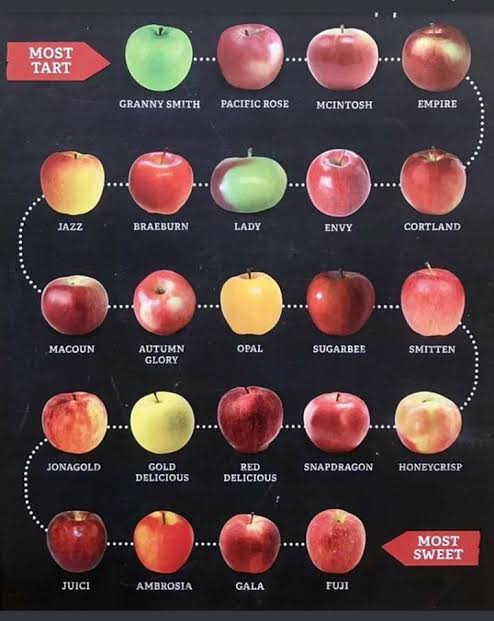 MOST
TART
GRANNY SMITH
PACIFIC ROSE
MCINTOSH
EMPIRE
JAZZ
BRAEBURN
LADY
ENVY
CORTLAND
MACOUN
AUTUMN
GLORY
OPAL
SUGARBEE
SMITTEN
JONAGOLD
GOLD
DELICIOUS
RED
DELICIOUS
SNAPDRAGON
HONEYCRISP
JUICI
AMBROSIA
GALA
FUJI
MOST
SWEET